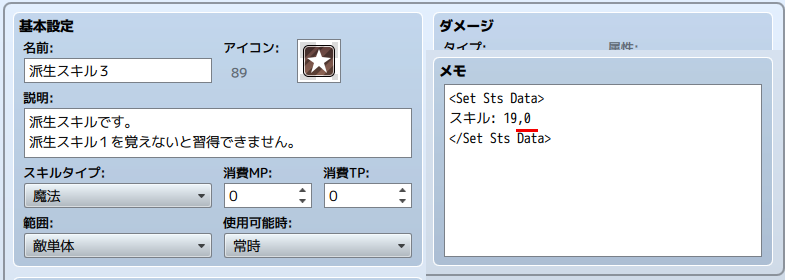 基本設定
名前:
アイコン:
派生スキル３
89
説明:
派生スキルです。
派生スキル１を覚えないと習得できません。
スキルタイプ:
消費MP:
消費TP:
魔法
0
0
範囲:
使用可能時:
敵単体
常時
ダメージ
タイプ:
属性:
メモ
<Set Sts Data>
スキル: 19,0
</Set Sts Data>